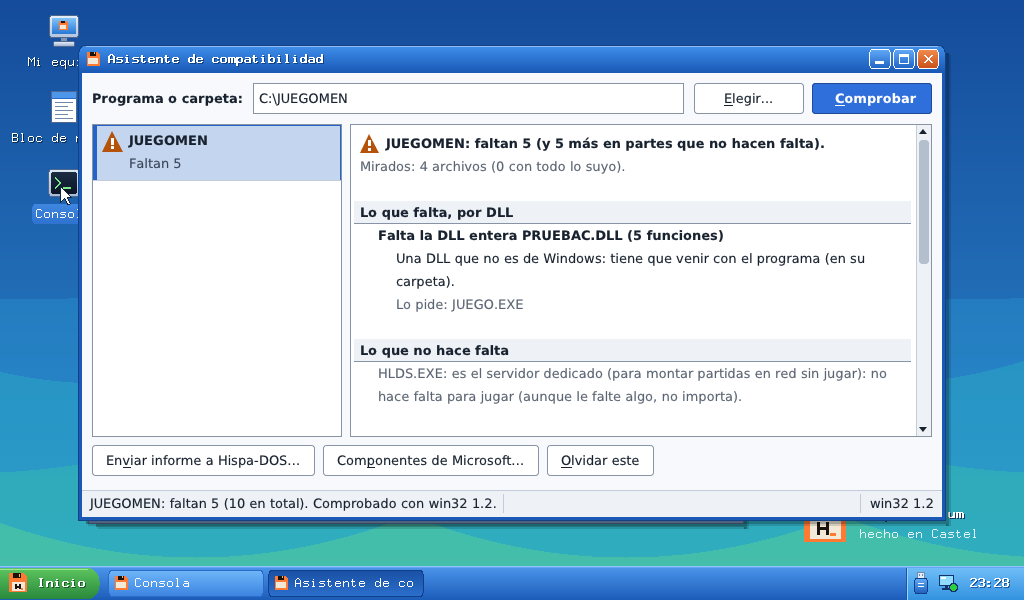 Mi equi
Bloc de n
Consol
Asistente de compatibilidad
Programa o carpeta:
C:\JUEGOMEN
Elegir...
Comprobar
JUEGOMEN
Faltan 5
JUEGOMEN: faltan 5 (y 5 más en partes que no hacen falta).
Mirados: 4 archivos (0 con todo lo suyo).
Lo que falta, por DLL
Falta la DLL entera PRUEBAC.DLL (5 funciones)
Una DLL que no es de Windows: tiene que venir con el programa (en su
carpeta).
Lo pide: JUEGO.EXE
Lo que no hace falta
HLDS.EXE: es el servidor dedicado (para montar partidas en red sin jugar): no
hace falta para jugar (aunque le falte algo, no importa).
Enviar informe a Hispa-DOS...
Componentes de Microsoft...
Olvidar este
JUEGOMEN: faltan 5 (10 en total). Comprobado con win32 1.2.
win32 1.2
um
H
hecho en Castel
Inicio
Consola
Asistente de co
23:28